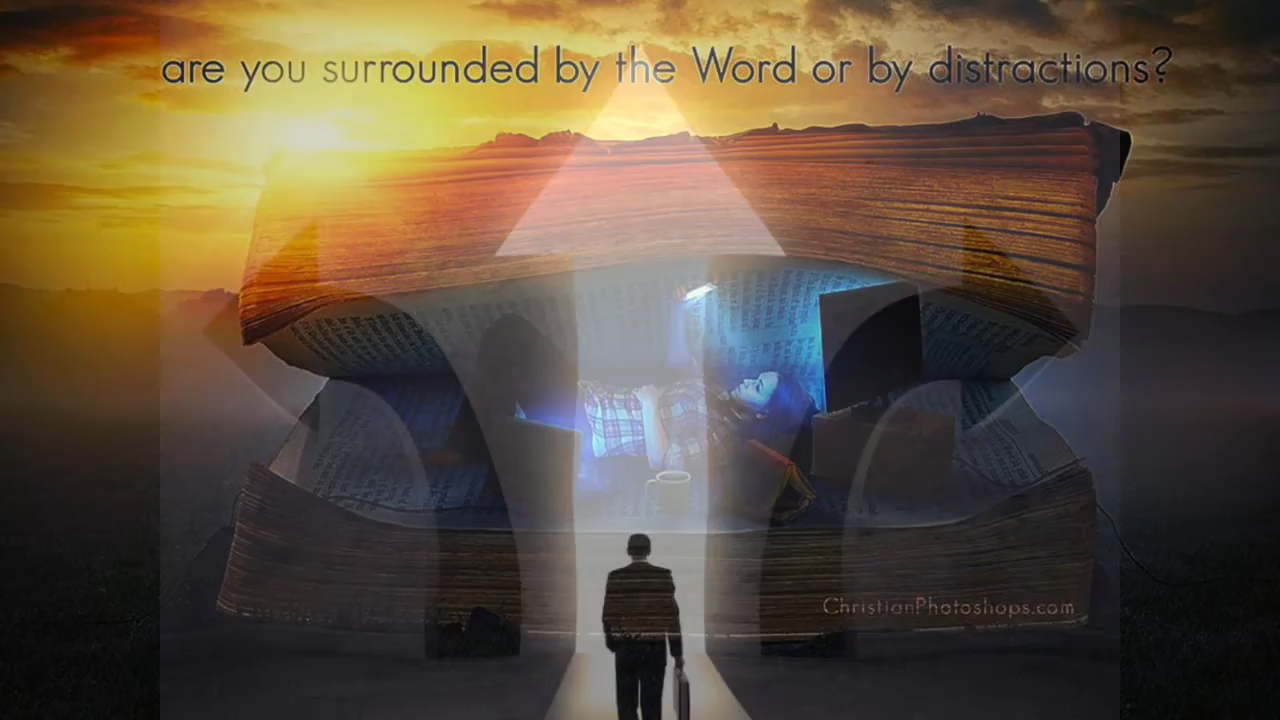 are you surrounded by the Word or by distractions?
ChristianPhotoshops.com